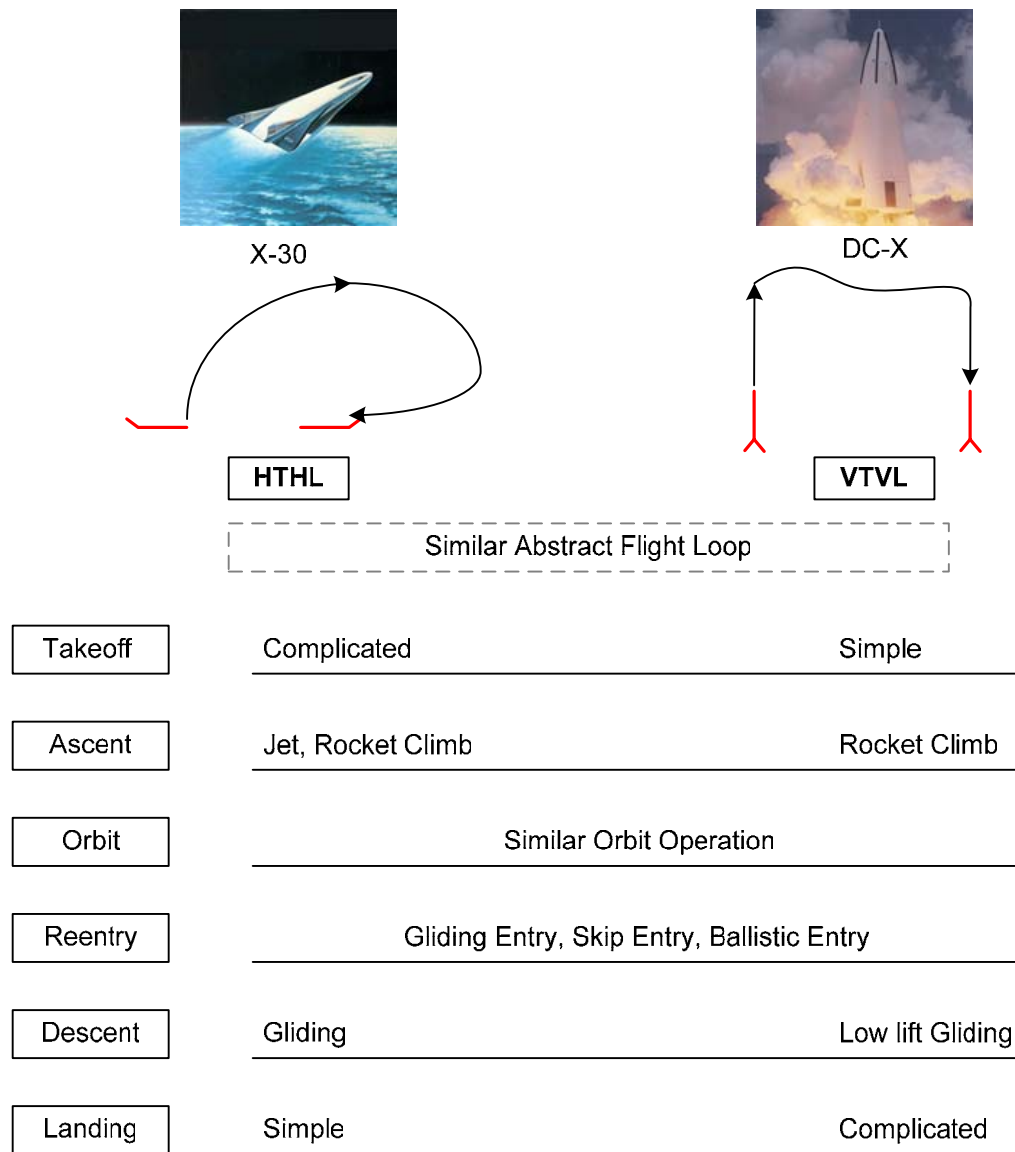 X-30 DC-X
HTHL VTVL
Similar Abstract Flight Loop
Takeoff Complicated Simple
Ascent Jet, Rocket Climb Rocket Climb
Orbit Similar Orbit Operation
Reentry Gliding Entry, Skip Entry, Ballistic Entry
Descent Gliding Low lift Gliding
Landing Simple Complicated